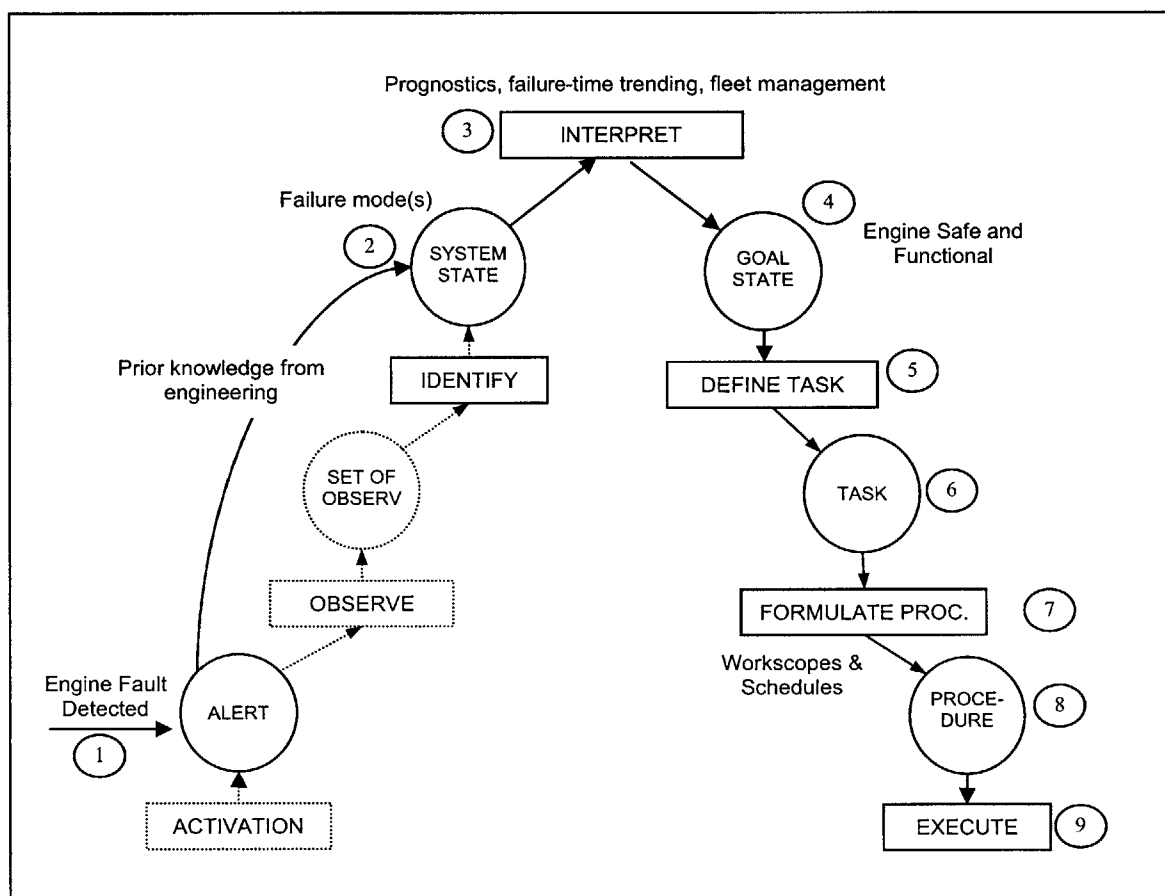 Prognostics, failure-time trending, fleet management
3
INTERPRET
Failure mode(s)
2
SYSTEM
STATE
4
GOAL
STATE
Engine Safe and
Functional
Prior knowledge from
engineering
IDENTIFY
DEFINE TASK
5
SET OF
OBSERV
TASK
6
OBSERVE
FORMULATE PROC.
7
Workscopes &
Schedules
Engine Fault
Detected
1
ALERT
PROCE-
DURE
8
ACTIVATION
EXECUTE
9